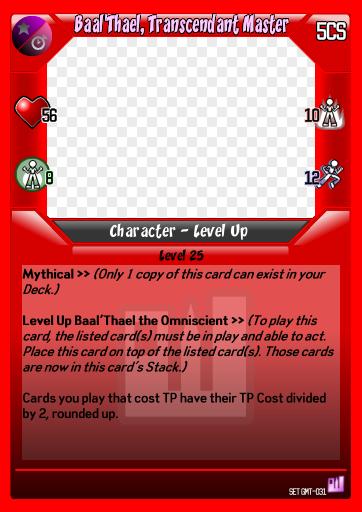 Baal'Thael, Transcendant Master
5CS
56
10
8
12
Character - Level Up
Level 25
Mythical >> (Only 1 copy of this card can exist in your
Deck.)
Level Up Baal'Thael the Omniscient >> (To play this
card, the listed card(s) must be in play and able to act.
Place this card on top of the listed card(s). Those cards
are now in this card's Stack.)
Cards you play that cost TP have their TP Cost divided
by 2, rounded up.
SET GMT-031